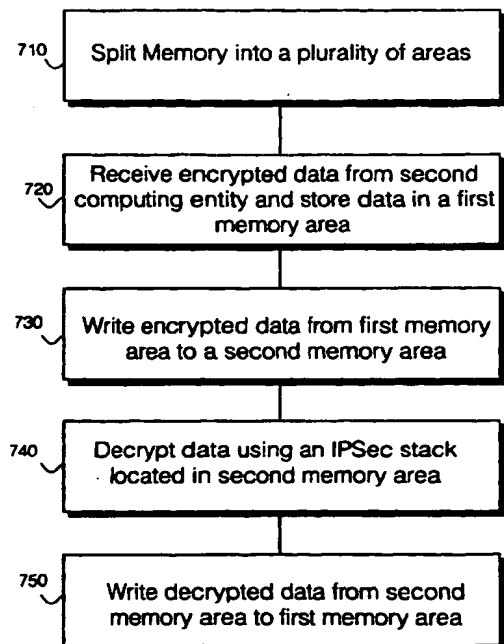 710
Split Memory into a plurality of areas
720
Receive encrypted data from second
computing entity and store data in a first
memory area
730
Write encrypted data from first memory
area to a second memory area
740
Decrypt data using an IPSec stack
located in second memory area
750
Write decrypted data from second
memory area to first memory area